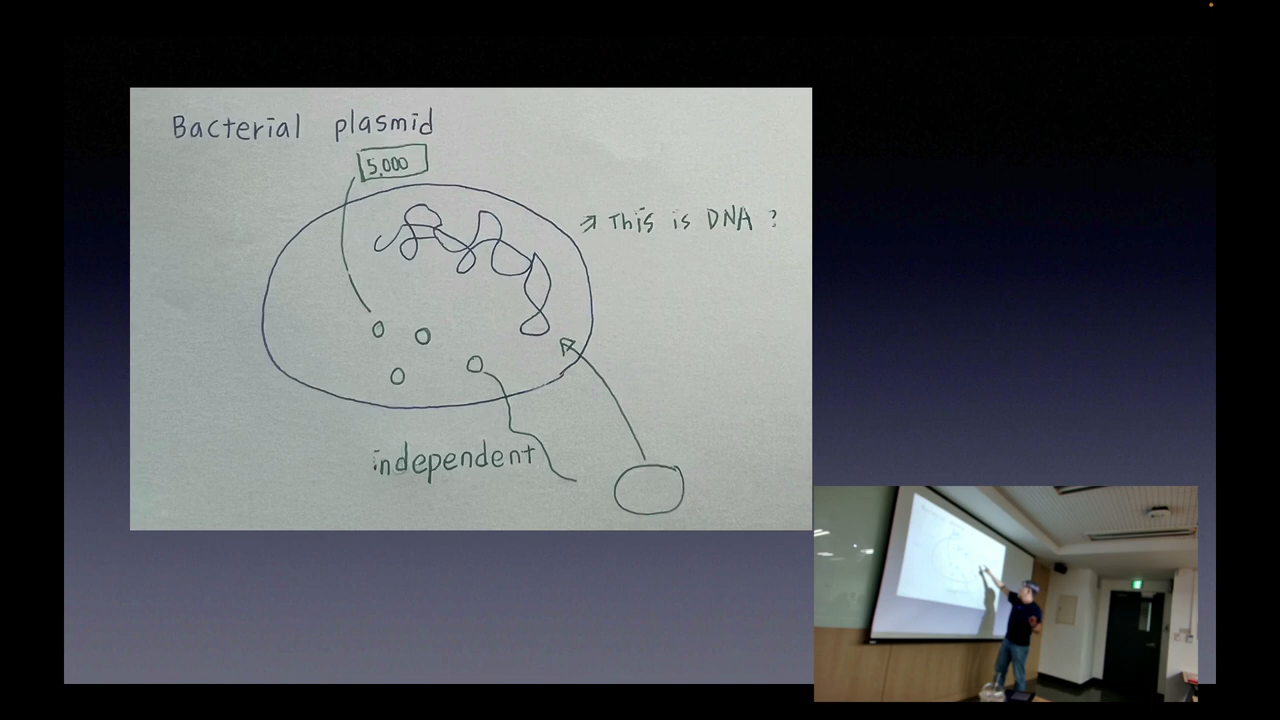 Bacterial plasmid
5,000
→ This is DNA ?
independent